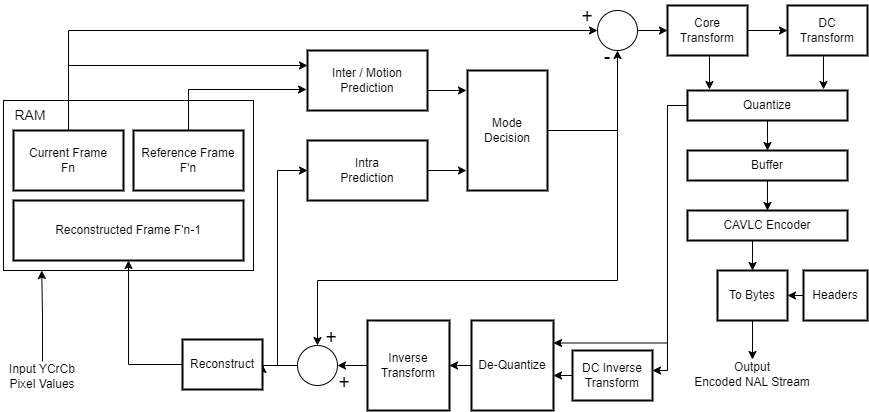 +
Core
Transform
DC
Transform
-
Inter / Motion
Prediction
Mode
Decision
Quantize
RAM
Current Frame
Fn
Reference Frame
F'n
Intra
Prediction
Buffer
Reconstructed Frame F'n-1
CAVLC Encoder
To Bytes
Headers
+
+
Input YCrCb
Pixel Values
Reconstruct
Inverse
Transform
De-Quantize
DC Inverse
Transform
Output
Encoded NAL Stream